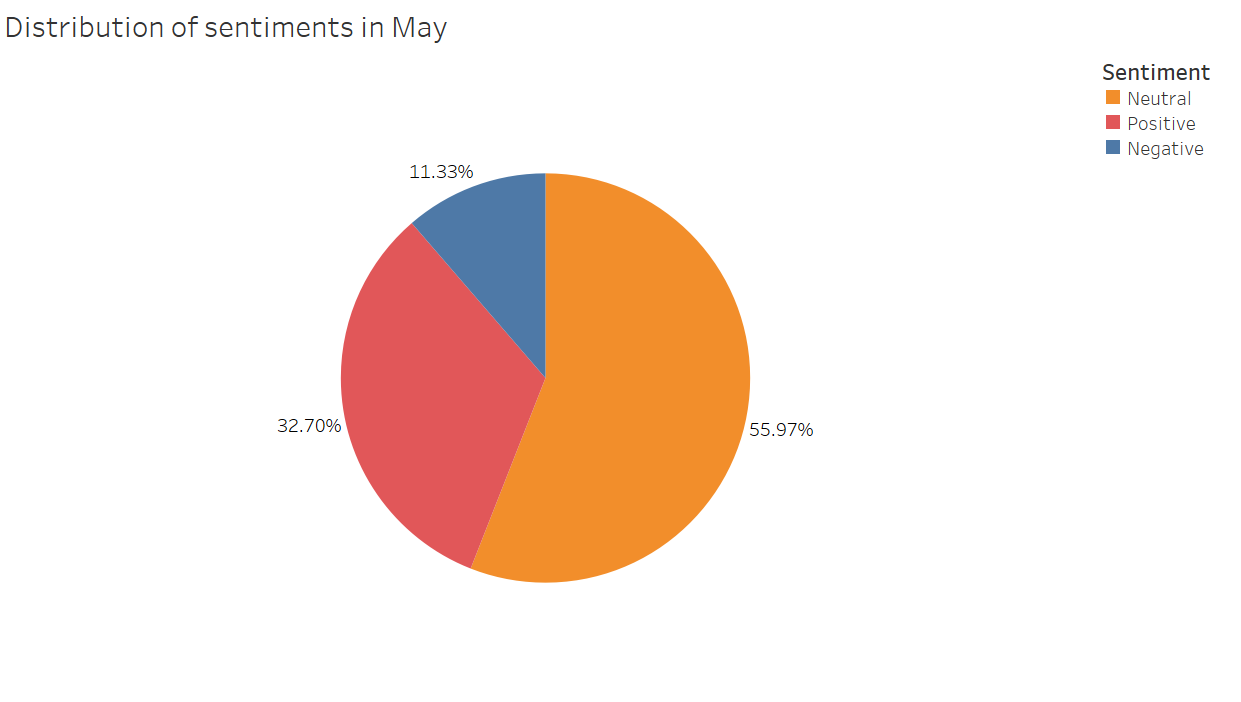 Distribution of sentiments in May
Sentiment
Neutral
Positive
Negative
11.33%
32.70%
55.97%